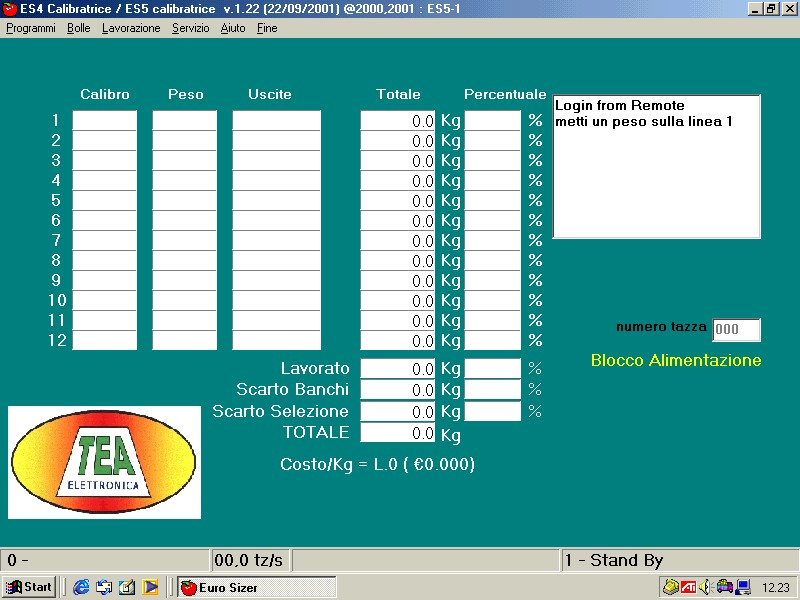 ES4 Calibratrice / ES5 calibratrice v.1.22 (22/09/2001) @2000,2001 : ES5-1
Programmi Bolle Lavorazione Servizio Aiuto Fine
Calibro Peso Uscite Totale Percentuale
Login from Remote
metti un peso sulla linea 1
1 0.0 Kg %
2 0.0 Kg %
3 0.0 Kg %
4 0.0 Kg %
5 0.0 Kg %
6 0.0 Kg %
7 0.0 Kg %
8 0.0 Kg %
9 0.0 Kg %
10 0.0 Kg %
11 0.0 Kg %
12 0.0 Kg %
numero tazza 000
Blocco Alimentazione
Lavorato 0.0 Kg %
Scarto Banchi 0.0 Kg %
Scarto Selezione 0.0 Kg %
TOTALE 0.0 Kg
TEA
ELETTRONICA
Costo/Kg = L.0 ( €0.000)
0 - 00,0 tz/s 1 - Stand By
Start Euro Sizer ATI 12.23